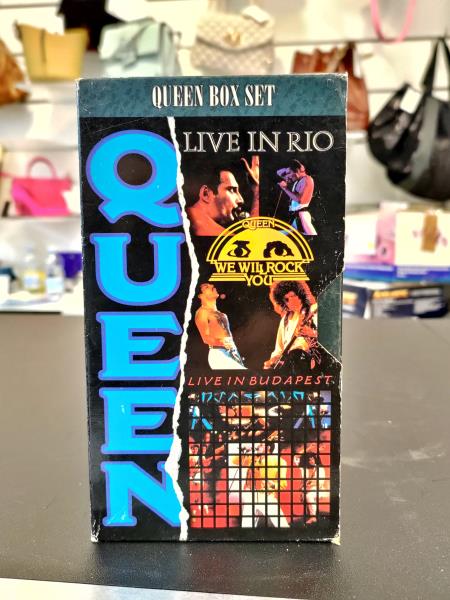 QUEEN BOX SET
QUEEN
LIVE IN RIO
QUEEN
WE WILL ROCK
YOU
LIVE IN BUDAPEST